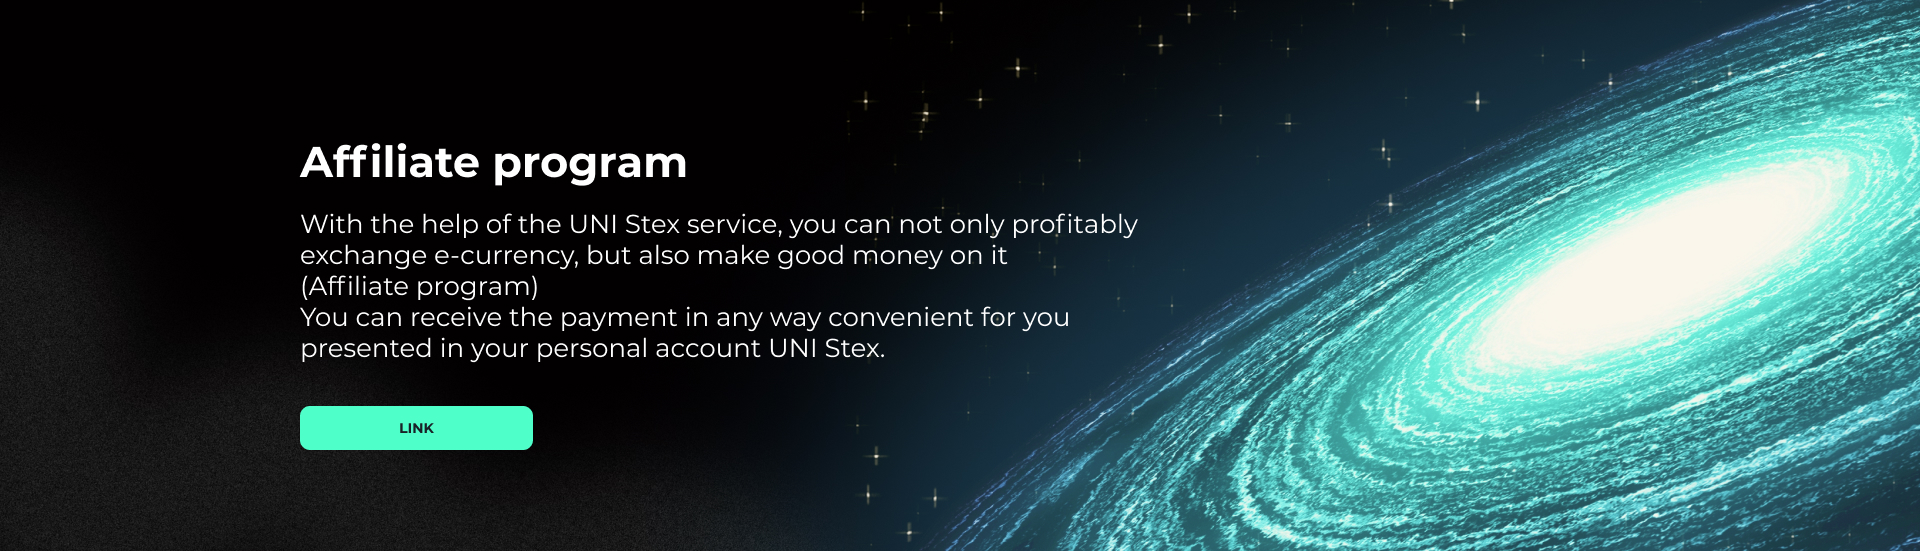 Affiliate program
With the help of the UNI Stex service, you can not only profitably
exchange e-currency, but also make good money on it
(Affiliate program)
You can receive the payment in any way convenient for you
presented in your personal account UNI Stex.
LINK